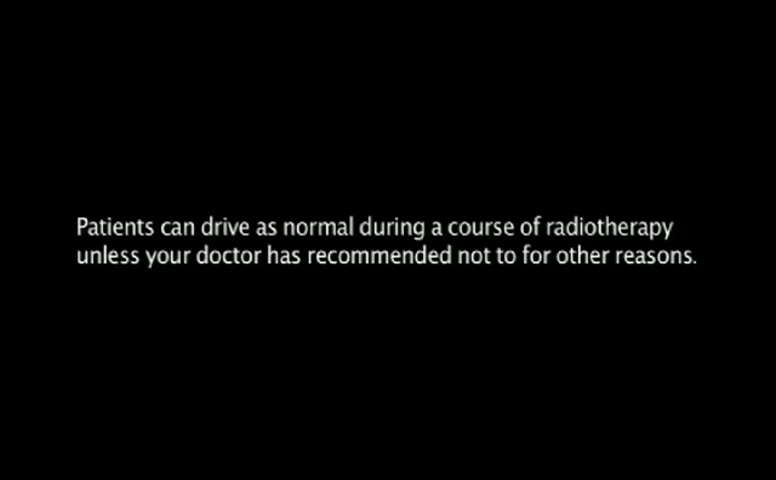 Patients can drive as normal during a course of radiotherapy
unless your doctor has recommended not to for other reasons.